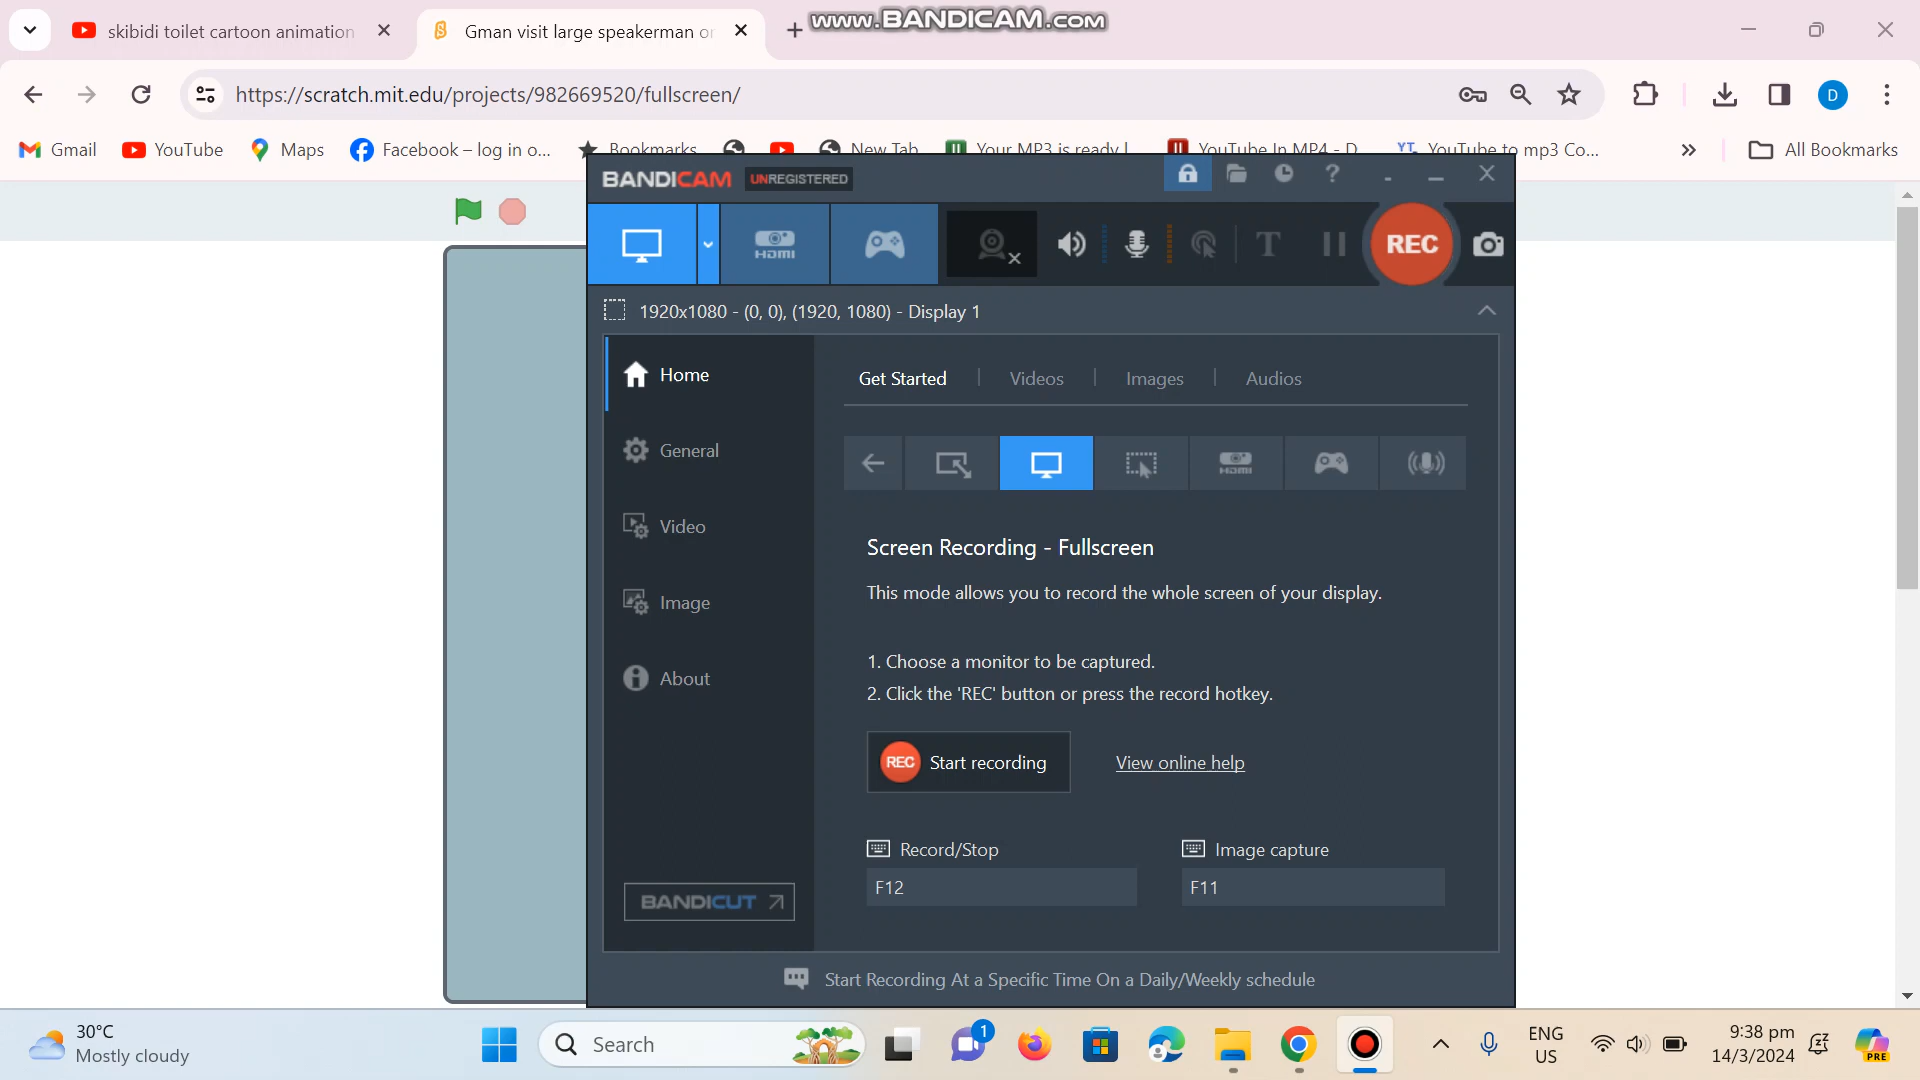 skibidi toilet cartoon animation
Gman visit large speakerman or
www.BANDICAM.com
https://scratch.mit.edu/projects/982669520/fullscreen/
D
Gmail
YouTube
Maps
Facebook – log in o...
Bookmarks
New Tab
Your MP3 is ready !
YouTube In MP4 - D
YT
YouTube to mp3 Co...
All Bookmarks
BANDICAM UNREGISTERED
HDMI
T
REC
1920x1080 - (0, 0), (1920, 1080) - Display 1
Home
General
Video
Image
About
BANDICUT
Get Started
Videos
Images
Audios
HDMI
Screen Recording - Fullscreen
This mode allows you to record the whole screen of your display.
1. Choose a monitor to be captured.
2. Click the 'REC' button or press the record hotkey.
REC Start recording
View online help
Record/Stop
Image capture
F12
F11
Start Recording At a Specific Time On a Daily/Weekly schedule
30°C
Mostly cloudy
Search
1
ENG
US
9:38 pm
14/3/2024
PRE